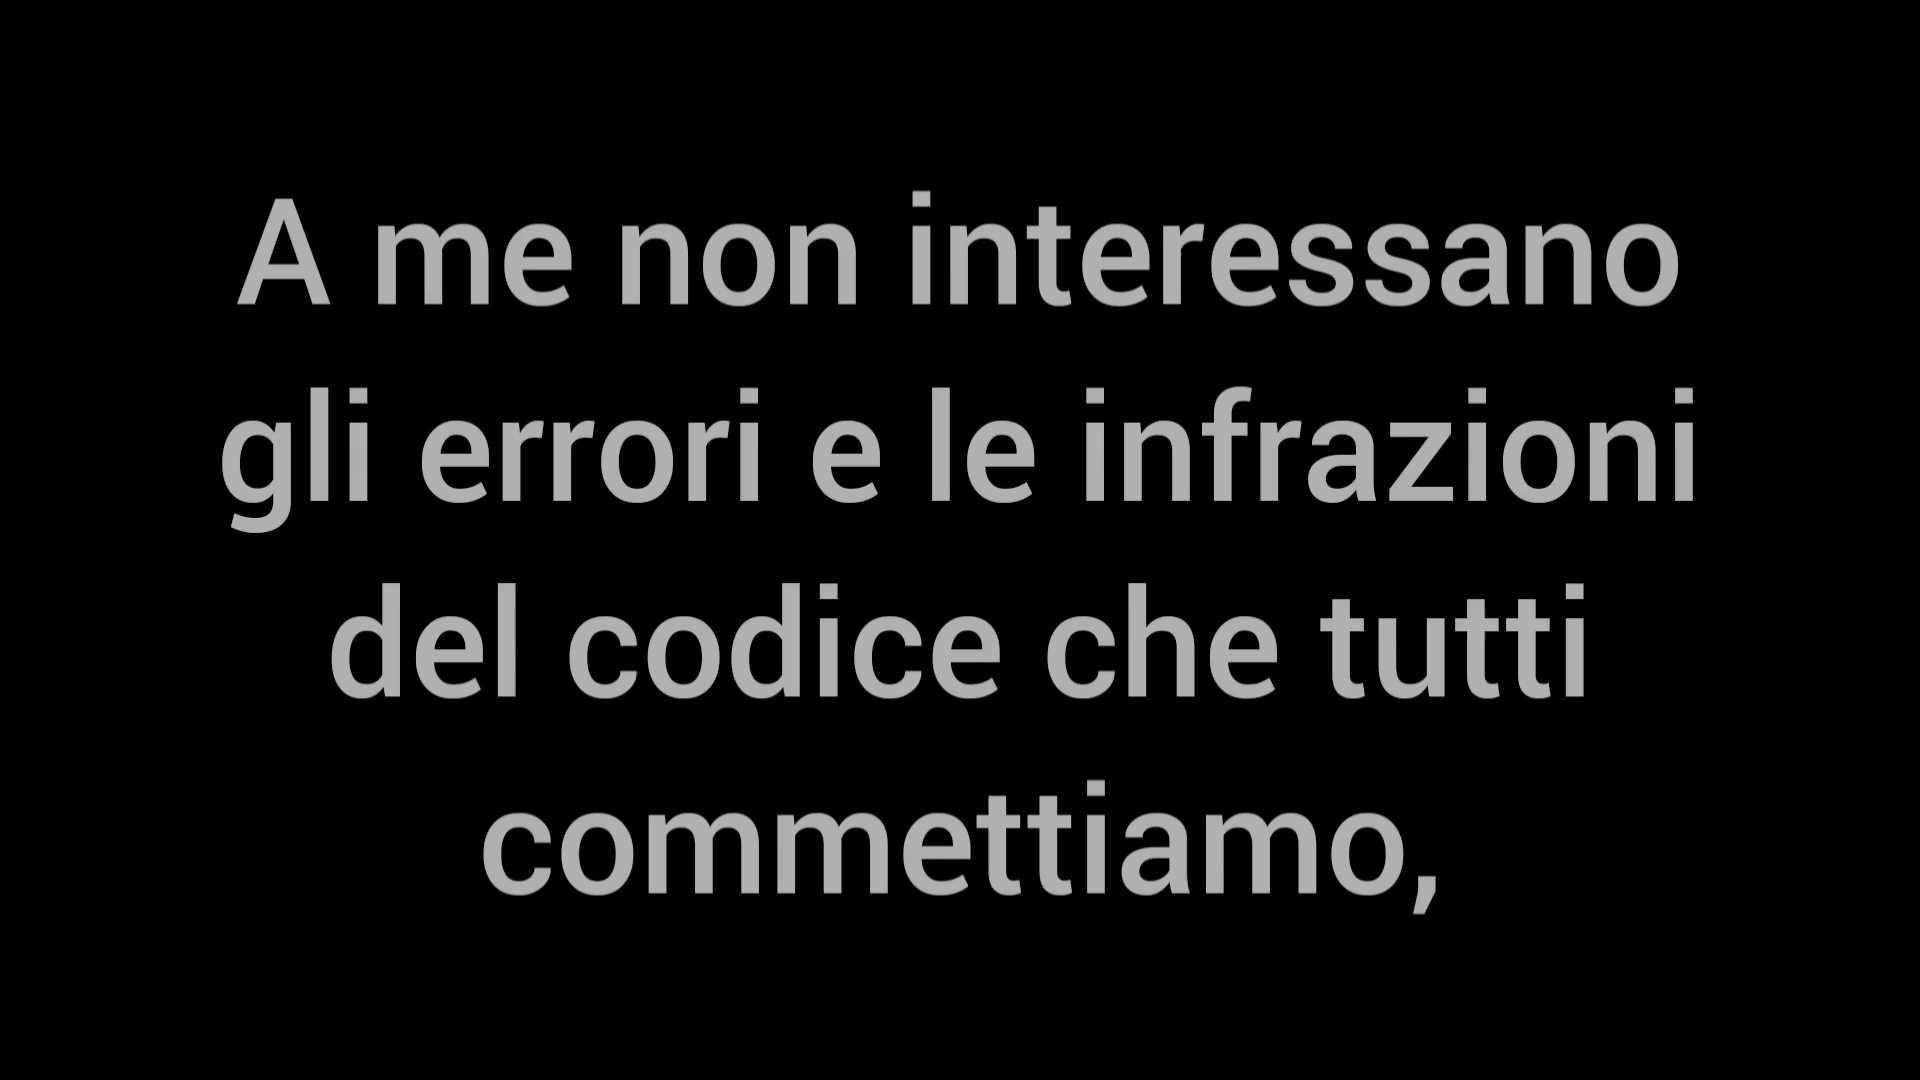 A me non interessano
gli errori e le infrazioni
del codice che tutti
commettiamo,